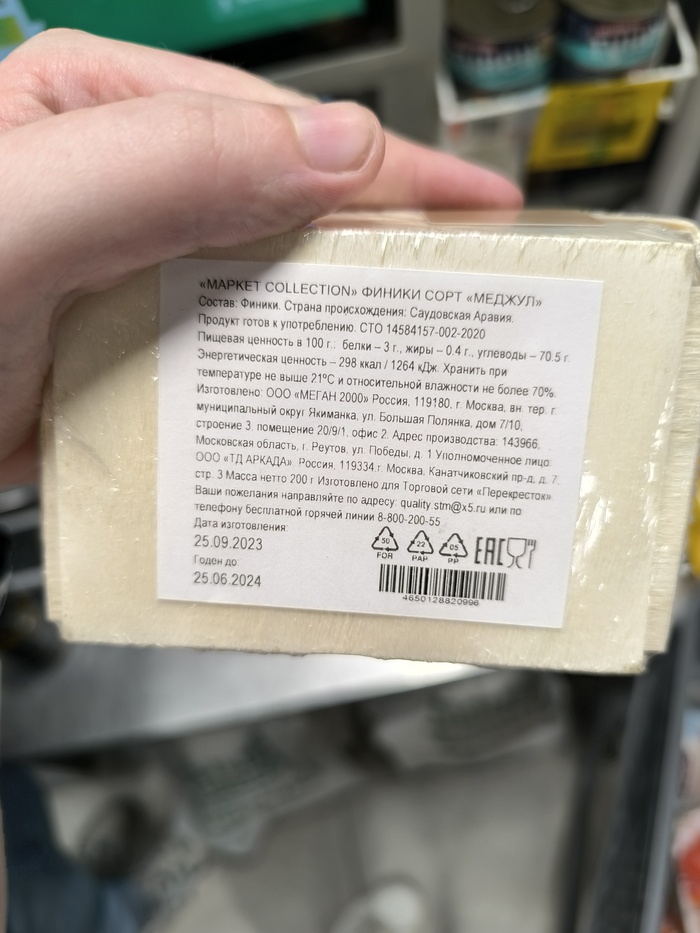 «МАРКЕТ COLLECTION» ФИНИКИ СОРТ «МЕДЖУЛ»
Состав: Финики. Страна происхождения: Саудовская Аравия.
Продукт готов к употреблению. СТО 14584157-002-2020
Пищевая ценность в 100 г.: белки – 3 г., жиры – 0.4 г., углеводы – 70.5 г.
Энергетическая ценность – 298 ккал / 1264 кДж. Хранить при
температуре не выше 21ºС и относительной влажности не более 70%.
Изготовлено: ООО «МЕГАН 2000» Россия, 119180, г. Москва, вн. тер. г.
муниципальный округ Якиманка, ул. Большая Полянка, дом 7/10,
строение 3, помещение 20/9/1, офис 2. Адрес производства: 143966,
Московская область, г. Реутов, ул. Победы, д. 1 Уполномоченное лицо:
ООО «ТД АРКАДА». Россия, 119334,г. Москва, Канатчиковский пр-д, д. 7,
стр. 3 Масса нетто 200 г Изготовлено для Торговой сети «Перекресток»
Ваши пожелания направляйте по адресу: quality.stm@x5.ru или по
телефону бесплатной горячей линии 8-800-200-55
Дата изготовления:
25.09.2023
Годен до:
25.06.2024
50 22 05
FOR PAP PP
EAC
4650128820996